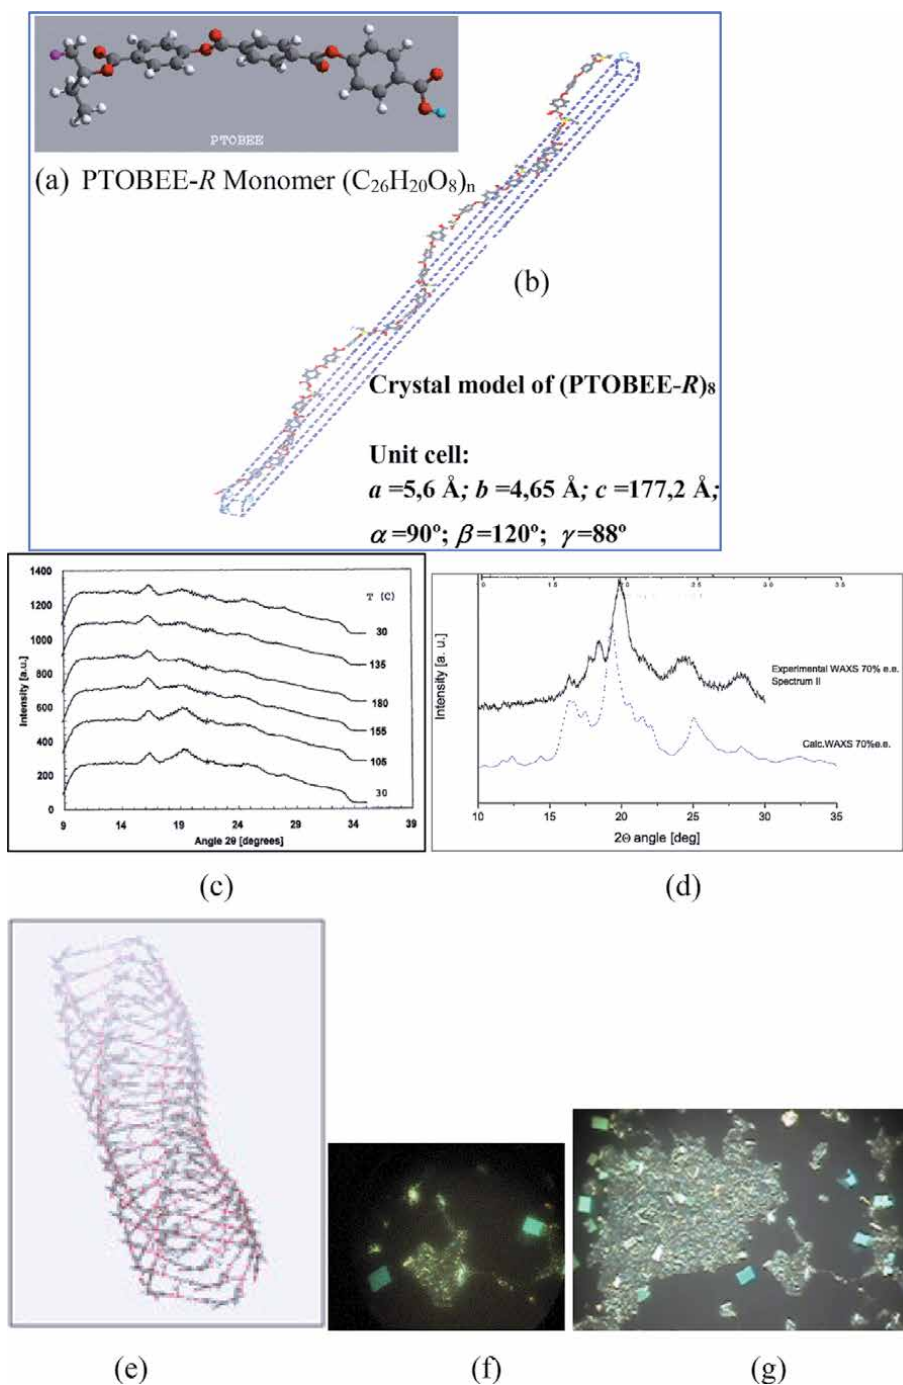 PTOBEE
(a) PTOBEE-R Monomer (C26H20O8)n
(b)
Crystal model of (PTOBEE-R)8
Unit cell:
a =5,6 Å; b =4,65 Å; c =177,2 Å;
α =90º; β =120º; γ =88º
1400
1200
1000
800
600
400
200
0
Intensity [a.u.]
T (C)
30
135
180
155
105
30
9 14 19 24 29 34 39
Angle 2θ [degrees]
(c)
Intensity [a. u.]
Experimental WAXS 70% e.e.
Spectrum II
Calc.WAXS 70%e.e.
10 15 20 25 30 35
2Θ angle [deg]
(d)
(e)
(f)
(g)